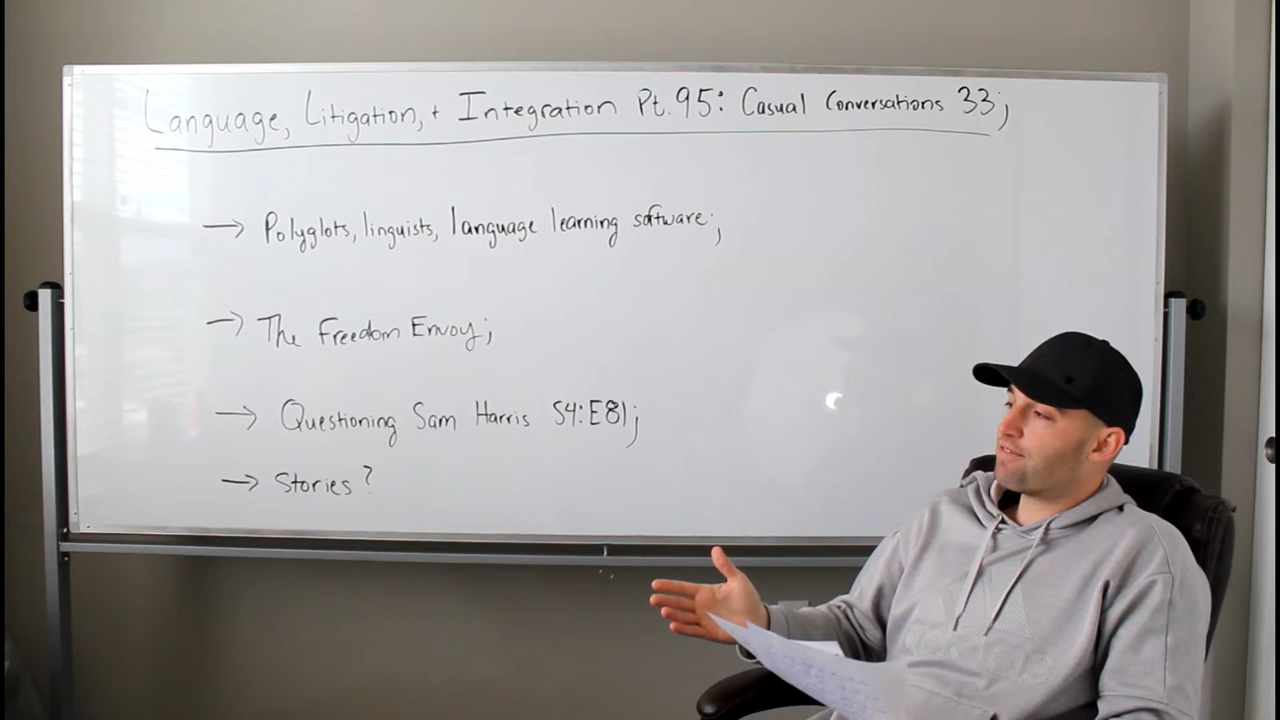 Language, Litigation, + Integration Pt. 95: Casual Conversations 33;
→ Polyglots, linguists, language learning software;
→ The Freedom Envoy;
→ Questioning Sam Harris S4:E81;
→ Stories?
adidas